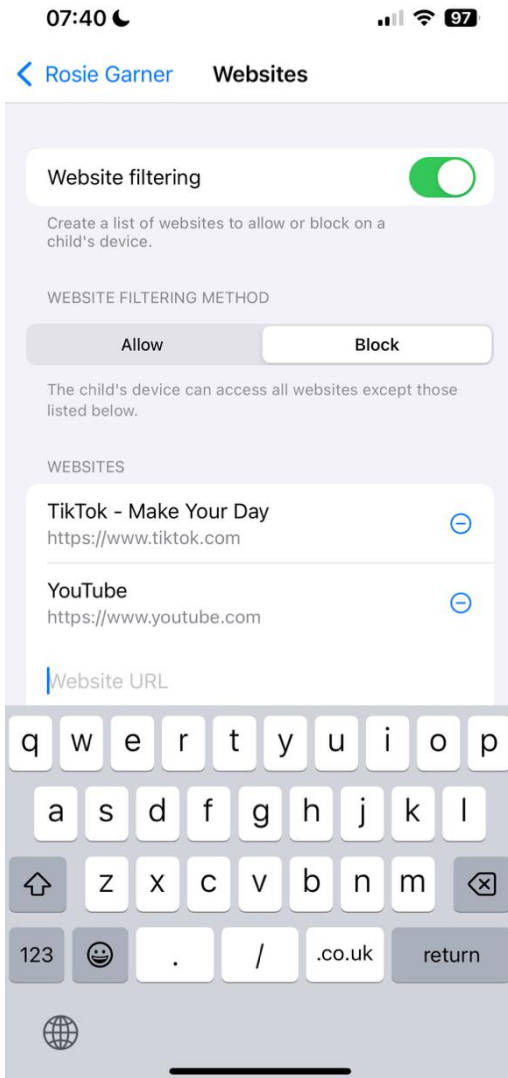 07:40
97
Rosie Garner
Websites
Website filtering
Create a list of websites to allow or block on a
child's device.
WEBSITE FILTERING METHOD
Allow
Block
The child's device can access all websites except those
listed below.
WEBSITES
TikTok - Make Your Day
https://www.tiktok.com
YouTube
https://www.youtube.com
Website URL
q w e r t y u i o p
a s d f g h j k l
z x c v b n m
123 . / .co.uk return